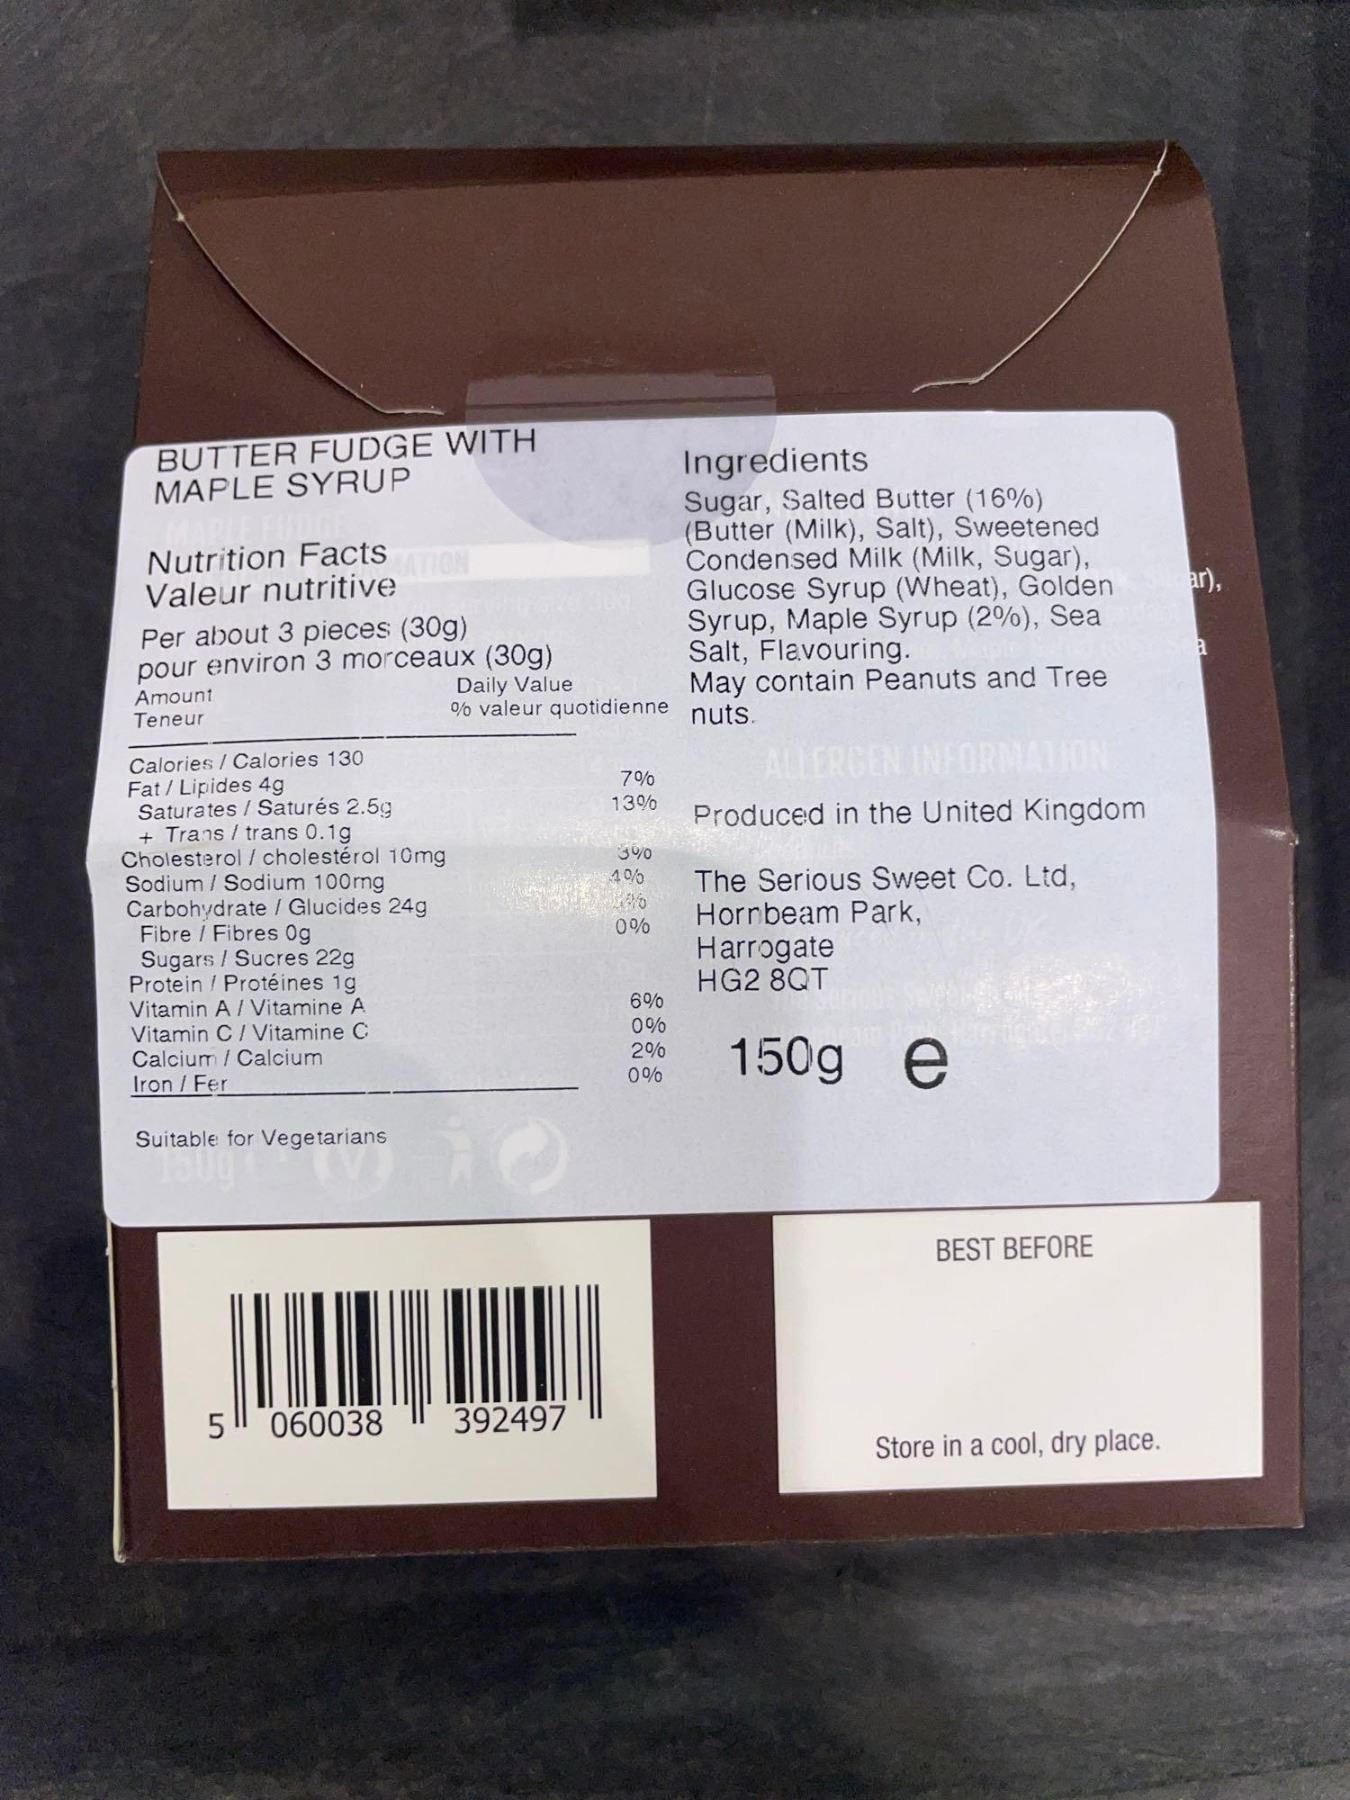 BUTTER FUDGE WITH
MAPLE SYRUP
MAPLE FUDGE
Nutrition Facts
Valeur nutritive
Per about 3 pieces (30g)
pour environ 3 morceaux (30g)
Amount Daily Value
Teneur % valeur quotidienne
Calories / Calories 130
Fat / Lipides 4g 7%
Saturates / Saturés 2.5g 13%
+ Trans / trans 0.1g
Cholesterol / cholestérol 10mg 3%
Sodium / Sodium 100mg 4%
Carbohydrate / Glucides 24g
Fibre / Fibres 0g 0%
Sugars / Sucres 22g
Protein / Protéines 1g
Vitamin A / Vitamine A 6%
Vitamin C / Vitamine C 0%
Calcium / Calcium 2%
Iron / Fer 0%
Suitable for Vegetarians
150g
V
Ingredients
Sugar, Salted Butter (16%)
(Butter (Milk), Salt), Sweetened
Condensed Milk (Milk, Sugar),
Glucose Syrup (Wheat), Golden
Syrup, Maple Syrup (2%), Sea
Salt, Flavouring.
May contain Peanuts and Tree
nuts.
ALLERGEN INFORMATION
Produced in the United Kingdom
The Serious Sweet Co. Ltd,
Hornbeam Park,
Harrogate
HG2 8QT
150g e
5 060038 392497
BEST BEFORE
Store in a cool, dry place.